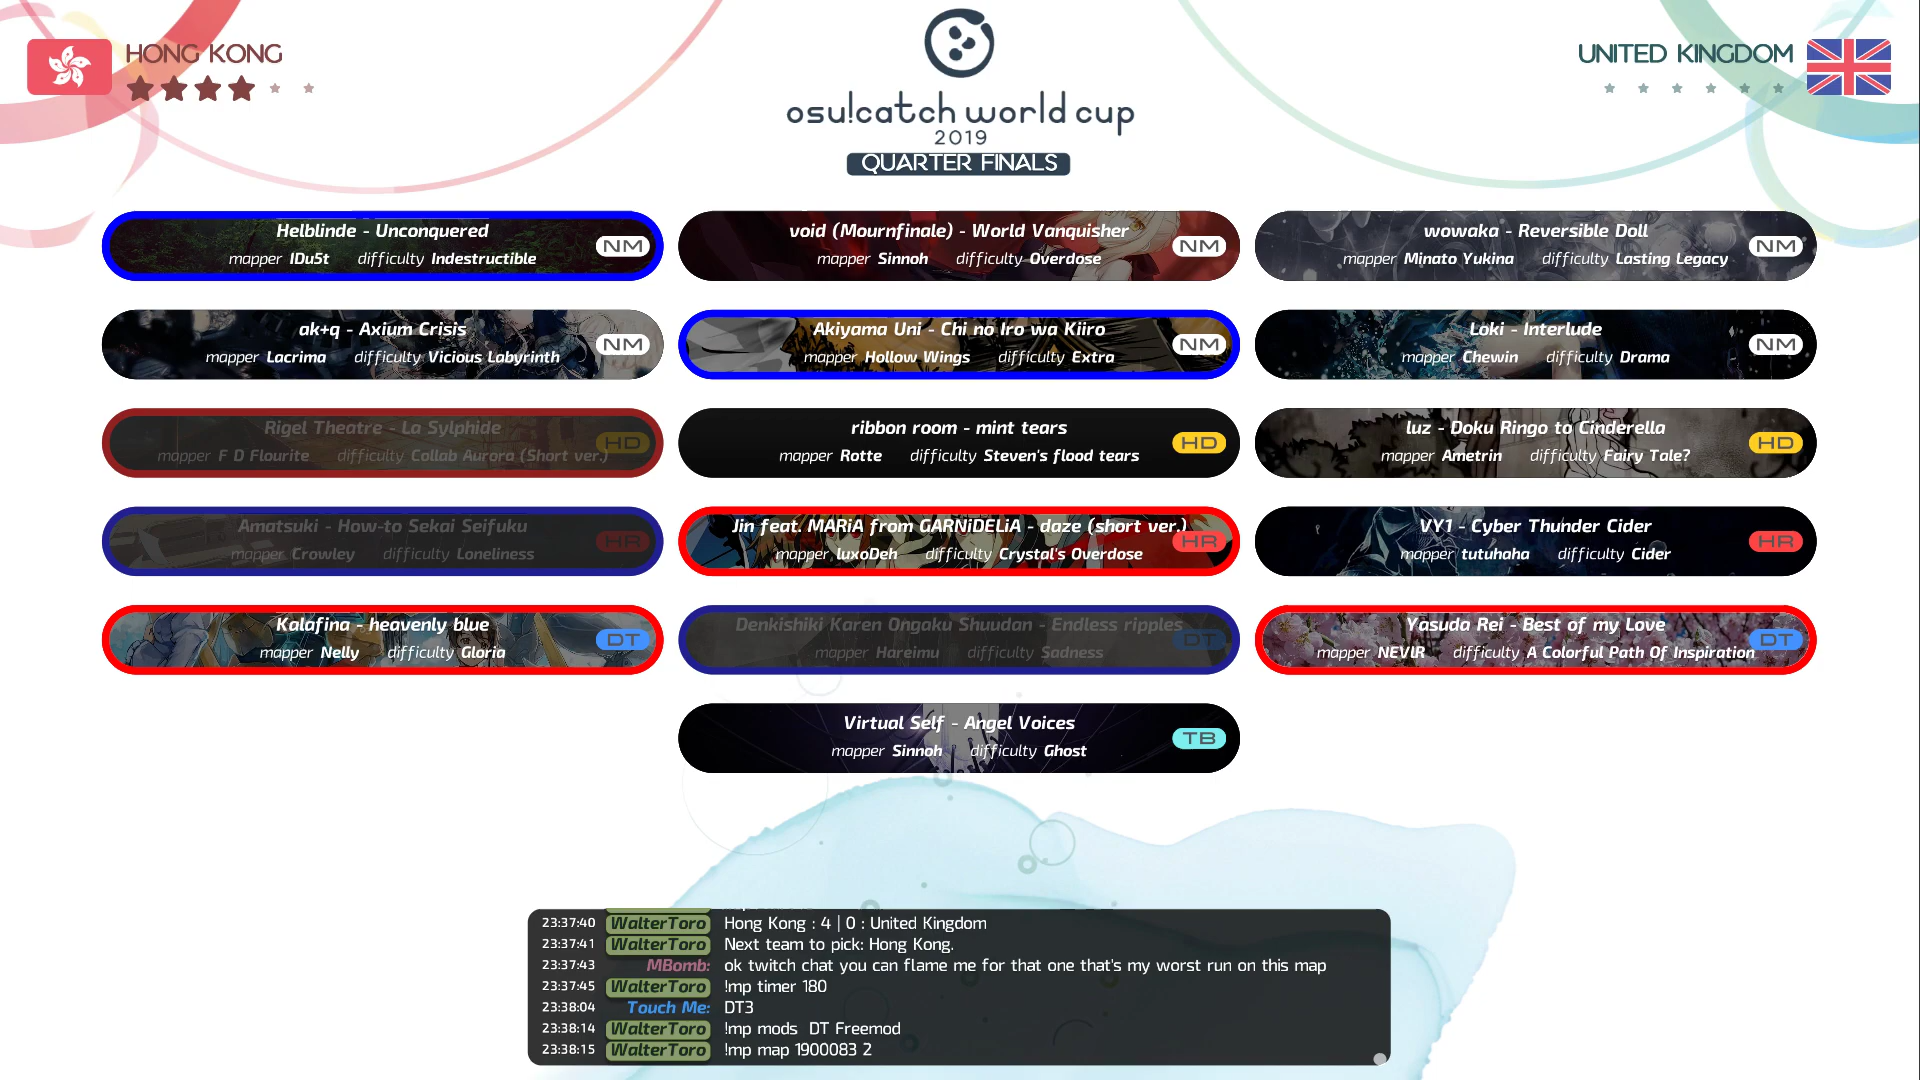 HONG KONG
UNITED KINGDOM
osu!catch world cup
2019
QUARTER FINALS
Helblinde - Unconquered
mapper IDu5t difficulty Indestructible
NM
void (Mournfinale) - World Vanquisher
mapper Sinnoh difficulty Overdose
NM
wowaka - Reversible Doll
mapper Minato Yukina difficulty Lasting Legacy
NM
ak+q - Axium Crisis
mapper Lacrima difficulty Vicious Labyrinth
NM
Akiyama Uni - Chi no Iro wa Kiiro
mapper Hollow Wings difficulty Extra
NM
Loki - Interlude
mapper Chewin difficulty Drama
NM
Rigel Theatre - La Sylphide
mapper F D Flourite difficulty Collab Aurora (Short ver.)
HD
ribbon room - mint tears
mapper Rotte difficulty Steven's flood tears
HD
luz - Doku Ringo to Cinderella
mapper Ametrin difficulty Fairy Tale?
HD
Amatsuki - How-to Sekai Seifuku
mapper Crowley difficulty Loneliness
HR
Jin feat. MARiA from GARNiDELiA - daze (short ver.)
mapper luxoDeh difficulty Crystal's Overdose
HR
VY1 - Cyber Thunder Cider
mapper tutuhaha difficulty Cider
HR
Kalafina - heavenly blue
mapper Nelly difficulty Gloria
DT
Denkishiki Karen Ongaku Shuudan - Endless ripples
mapper Hareimu difficulty Sadness
DT
Yasuda Rei - Best of my Love
mapper NEVIR difficulty A Colorful Path Of Inspiration
DT
Virtual Self - Angel Voices
mapper Sinnoh difficulty Ghost
TB
23:37:40 WalterToro Hong Kong : 4 | 0 : United Kingdom
23:37:41 WalterToro Next team to pick: Hong Kong.
23:37:43 MBomb: ok twitch chat you can flame me for that one that's my worst run on this map
23:37:45 WalterToro !mp timer 180
23:38:04 Touch Me: DT3
23:38:14 WalterToro !mp mods DT Freemod
23:38:15 WalterToro !mp map 1900083 2